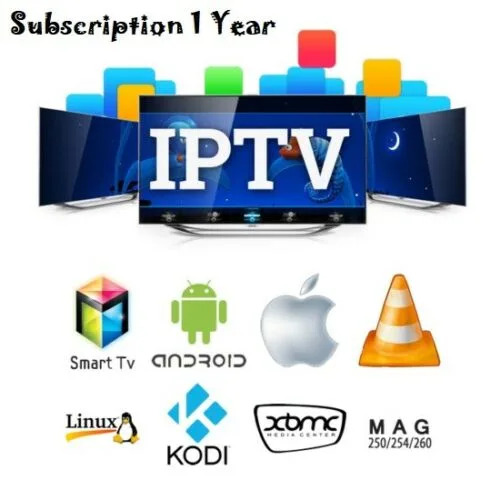 Subscription 1 Year
IPTV
Smart Tv
ANDROID
Linux
KODI
xbmc
MEDIA CENTER
MAG
250/254/260